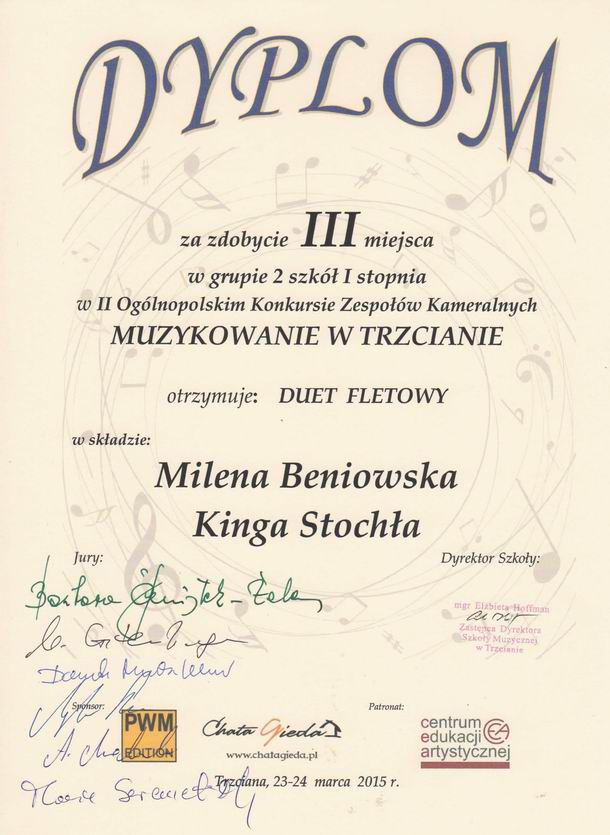 DYPLOM
za zdobycie III miejsca
w grupie 2 szkół I stopnia
w II Ogólnopolskim Konkursie Zespołów Kameralnych
MUZYKOWANIE W TRZCIANIE
otrzymuje: DUET FLETOWY
w składzie:
Milena Beniowska
Kinga Stochła
Jury:
Dyrektor Szkoły:
Barbara
mgr Elżbieta Hoffman
Zastępca Dyrektora
Szkoły Muzycznej
w Trzcianie
Sponsor:
Patronat:
PWM
EDITION
Chata Gieda
www.chatagieda.pl
centrum
edukacji
artystycznej
CEA
Trzciana, 23-24 marca 2015 r.